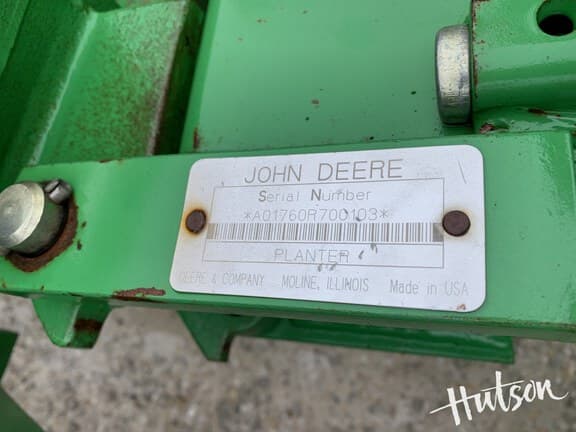 JOHN DEERE
Serial Number
*A01760R700103*
PLANTER
DEERE & COMPANY MOLINE, ILLINOIS Made in USA
Hutson